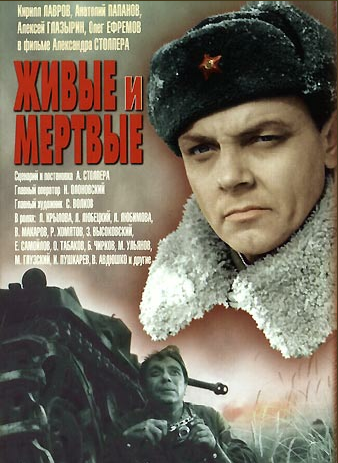 Кирилл ЛАВРОВ, Анатолий ПАПАНОВ,
Алексей ГЛАЗЫРИН, Олег ЕФРЕМОВ
в фильме Александра СТОЛПЕРА
ЖИВЫЕ И
МЕРТВЫЕ
Сценарий и постановка А. СТОЛПЕРА
Главный оператор Н. ОЛОНОВСКИЙ
Главный художник С. ВОЛКОВ
В ролях: Л. КРЫЛОВА, Л. ЛЮБЕЦКИЙ, Л. ЛЮБИМОВА,
В. МАКАРОВ, Р. ХОМЯТОВ, З. ВЫСОКОВСКИЙ,
Е. САМОЙЛОВ, О. ТАБАКОВ, Б. ЧИРКОВ, М. УЛЬЯНОВ,
М. ГЛУЗСКИЙ, К. ПУШКАРЕВ, В. АВДЮШКО и другие